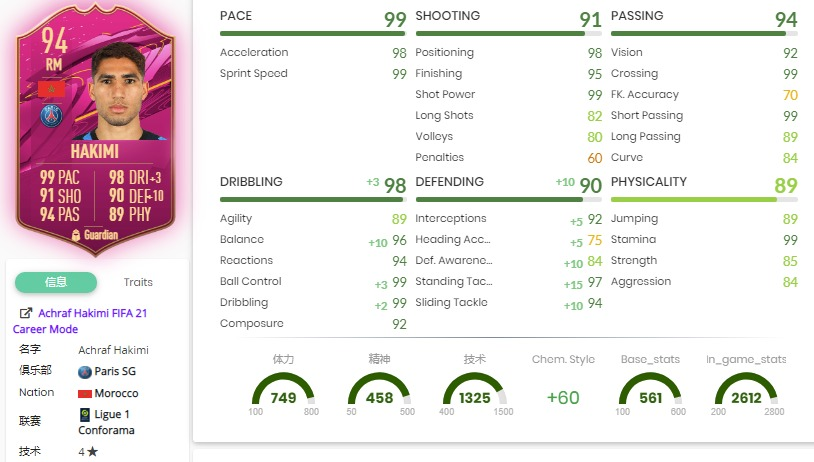 94
RM
HAKIMI
99 PAC 98 DRI+3
91 SHO 90 DEF+10
94 PAS 89 PHY
Guardian
信息 Traits
Achraf Hakimi FIFA 21
Career Mode
名字 Achraf Hakimi
俱乐部 Paris SG
Nation Morocco
联赛 Ligue 1
Conforama
技术 4★
PACE 99
Acceleration 98
Sprint Speed 99
SHOOTING 91
Positioning 98
Finishing 95
Shot Power 99
Long Shots 82
Volleys 80
Penalties 60
PASSING 94
Vision 92
Crossing 99
FK. Accuracy 70
Short Passing 99
Long Passing 89
Curve 84
DRIBBLING +3 98
Agility 89
Balance +10 96
Reactions 94
Ball Control +3 99
Dribbling +2 99
Composure 92
DEFENDING +10 90
Interceptions +5 92
Heading Acc... +5 75
Def. Awarene... +10 84
Standing Tac... +15 97
Sliding Tackle +10 94
PHYSICALITY 89
Jumping 89
Stamina 99
Strength 85
Aggression 84
体力 精神 技术 Chem. Style Base_stats In_game_stats
749 458 1325 +60 561 2612
100 800 50 500 400 1500 100 600 200 2800